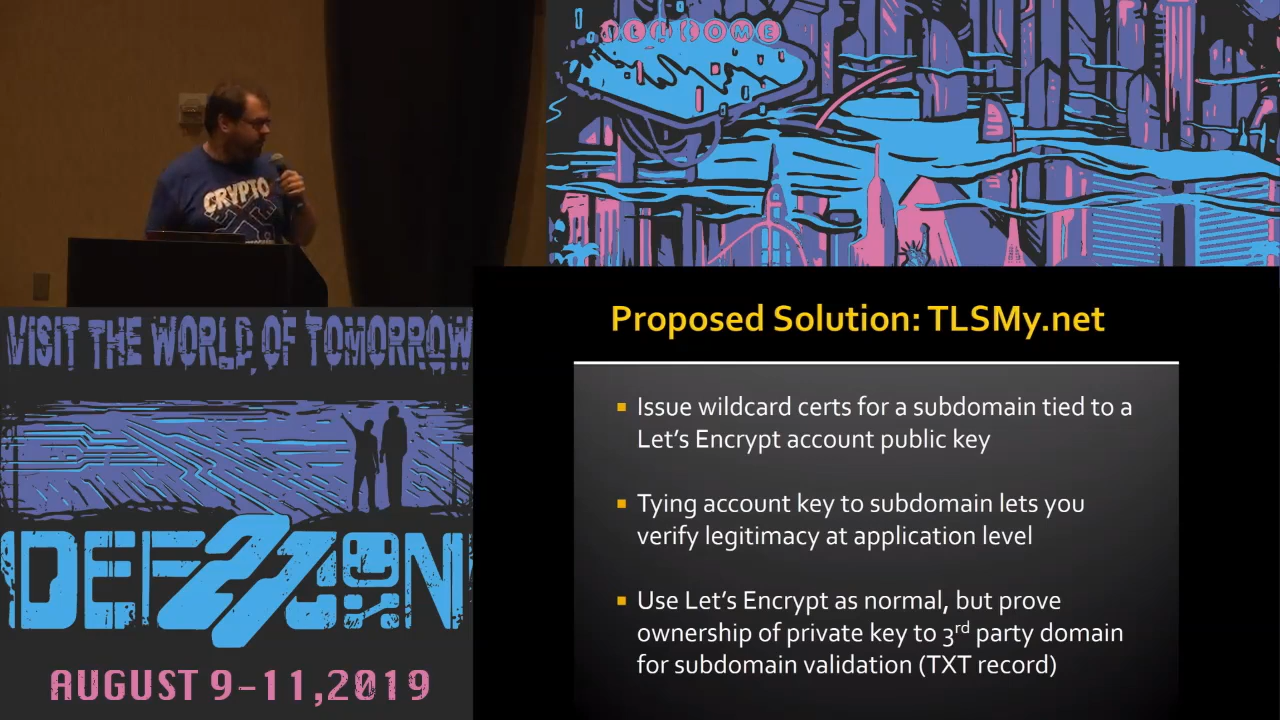 WELCOME
CRYPTO
Proposed Solution: TLSMy.net
▪ Issue wildcard certs for a subdomain tied to a
Let's Encrypt account public key
▪ Tying account key to subdomain lets you
verify legitimacy at application level
▪ Use Let's Encrypt as normal, but prove
ownership of private key to 3rd party domain
for subdomain validation (TXT record)
VISIT THE WORLD OF TOMORROW
DEF27CON
AUGUST 9-11,2019